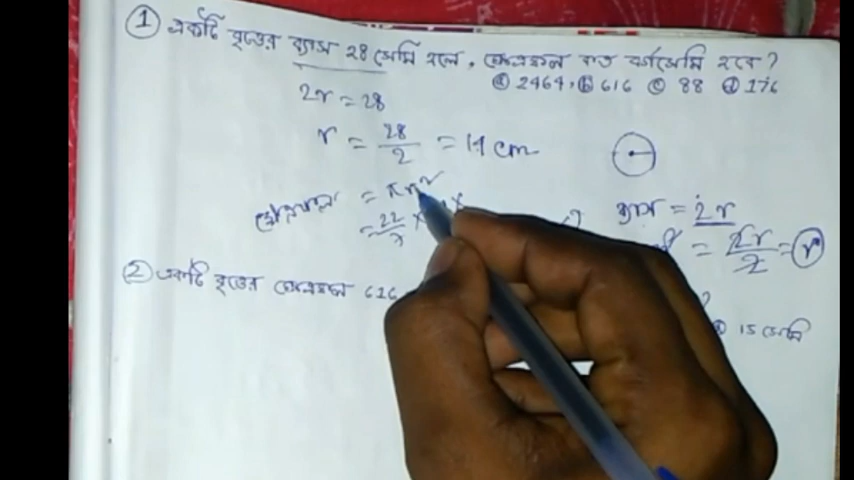 ① একটি বৃত্তের ব্যাস 28 সেমি হলে, ক্ষেত্রফল কত বর্গসেমি হবে?
ⓐ 2464, ⓑ 616 ⓒ 88 ⓓ 176
2r = 28
r = 28/2 = 14 cm
ক্ষেত্রফল = πr²
= 22/7 ×
ব্যাস = 2r
= 2r/2 = r
② একটি বৃত্তের ক্ষেত্রফল 616
?
ⓓ 15 সেমি